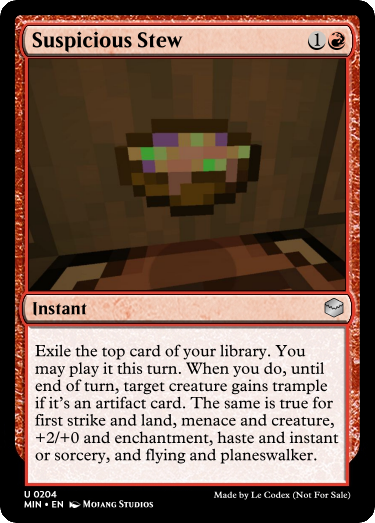 Suspicious Stew 1
Instant
Exile the top card of your library. You
may play it this turn. When you do, until
end of turn, target creature gains trample
if it's an artifact card. The same is true for
first strike and land, menace and creature,
+2/+0 and enchantment, haste and instant
or sorcery, and flying and planeswalker.
U 0204
MIN • EN Mojang Studios
Made by Le Codex (Not For Sale)